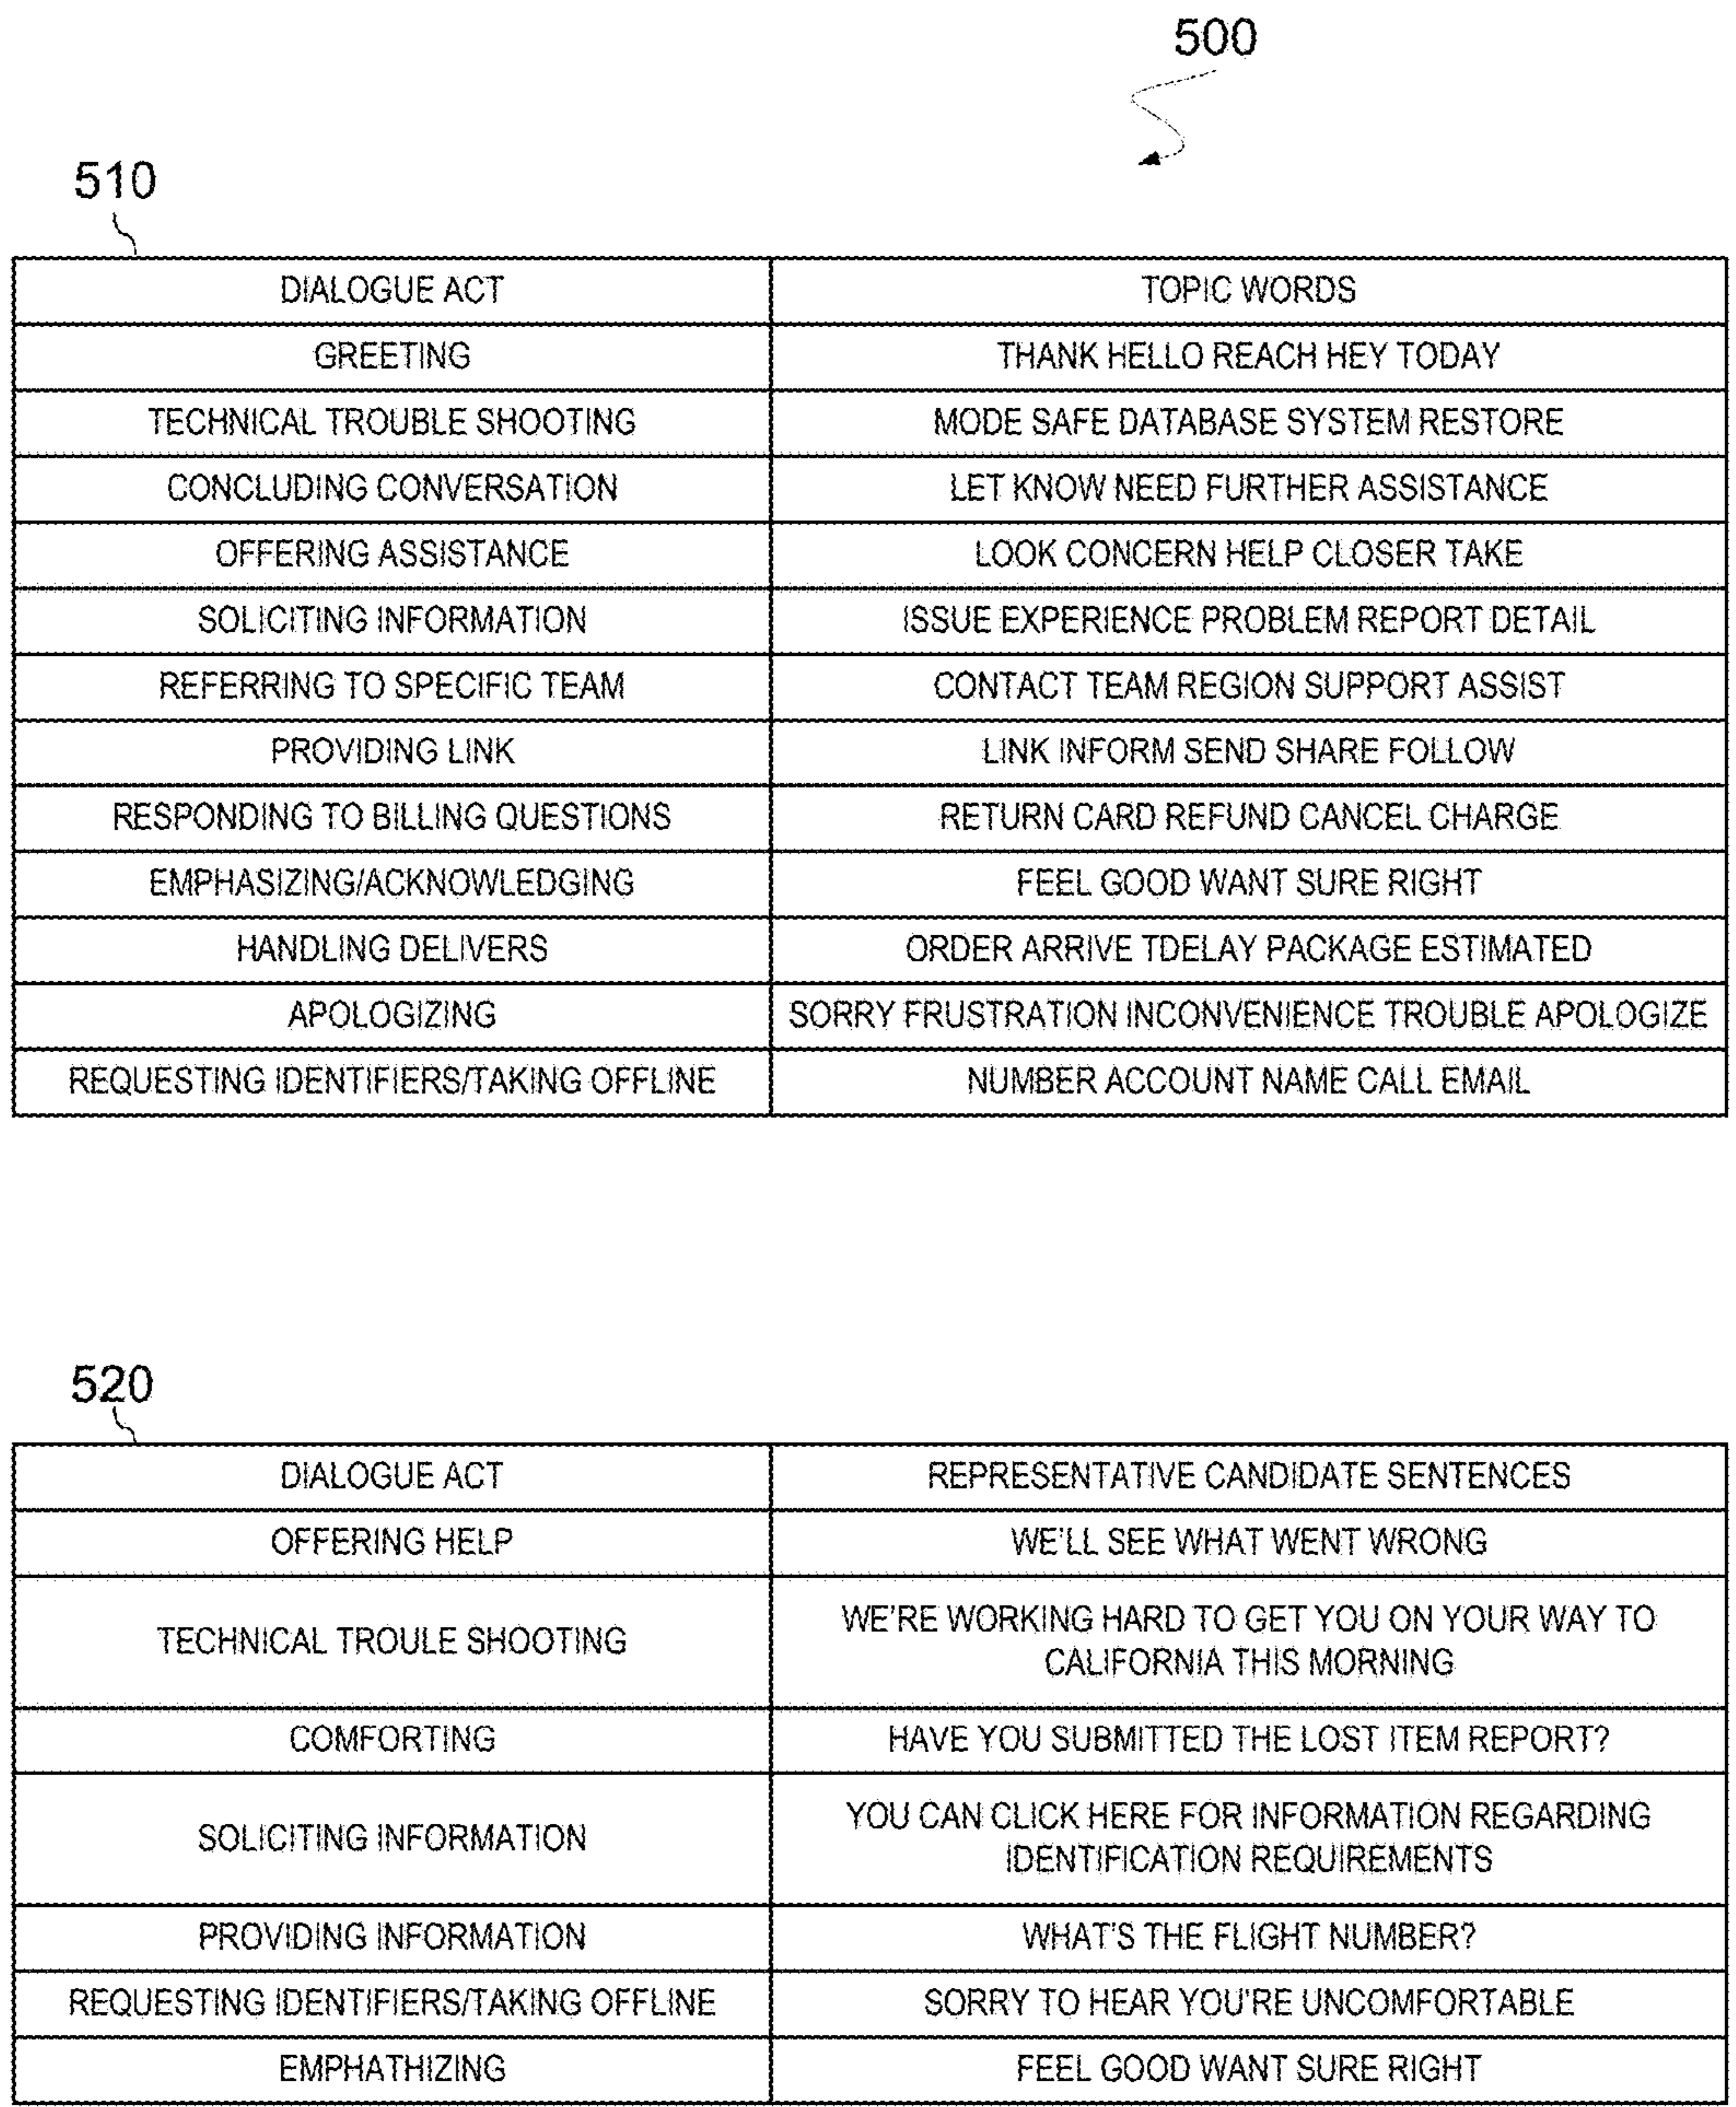 500
510
DIALOGUE ACT TOPIC WORDS
GREETING THANK HELLO REACH HEY TODAY
TECHNICAL TROUBLE SHOOTING MODE SAFE DATABASE SYSTEM RESTORE
CONCLUDING CONVERSATION LET KNOW NEED FURTHER ASSISTANCE
OFFERING ASSISTANCE LOOK CONCERN HELP CLOSER TAKE
SOLICITING INFORMATION ISSUE EXPERIENCE PROBLEM REPORT DETAIL
REFERRING TO SPECIFIC TEAM CONTACT TEAM REGION SUPPORT ASSIST
PROVIDING LINK LINK INFORM SEND SHARE FOLLOW
RESPONDING TO BILLING QUESTIONS RETURN CARD REFUND CANCEL CHARGE
EMPHASIZING/ACKNOWLEDGING FEEL GOOD WANT SURE RIGHT
HANDLING DELIVERS ORDER ARRIVE TDELAY PACKAGE ESTIMATED
APOLOGIZING SORRY FRUSTRATION INCONVENIENCE TROUBLE APOLOGIZE
REQUESTING IDENTIFIERS/TAKING OFFLINE NUMBER ACCOUNT NAME CALL EMAIL
520
DIALOGUE ACT REPRESENTATIVE CANDIDATE SENTENCES
OFFERING HELP WE'LL SEE WHAT WENT WRONG
TECHNICAL TROULE SHOOTING WE'RE WORKING HARD TO GET YOU ON YOUR WAY TO
CALIFORNIA THIS MORNING
COMFORTING HAVE YOU SUBMITTED THE LOST ITEM REPORT?
SOLICITING INFORMATION YOU CAN CLICK HERE FOR INFORMATION REGARDING
IDENTIFICATION REQUIREMENTS
PROVIDING INFORMATION WHAT'S THE FLIGHT NUMBER?
REQUESTING IDENTIFIERS/TAKING OFFLINE SORRY TO HEAR YOU'RE UNCOMFORTABLE
EMPHATHIZING FEEL GOOD WANT SURE RIGHT